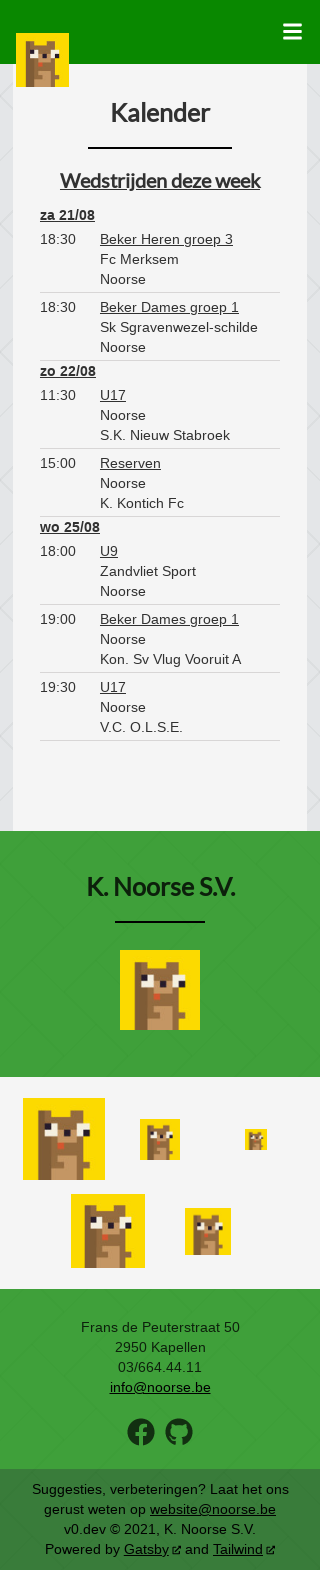 Kalender
Wedstrijden deze week
za 21/08
18:30 Beker Heren groep 3
Fc Merksem
Noorse
18:30 Beker Dames groep 1
Sk Sgravenwezel-schilde
Noorse
zo 22/08
11:30 U17
Noorse
S.K. Nieuw Stabroek
15:00 Reserven
Noorse
K. Kontich Fc
wo 25/08
18:00 U9
Zandvliet Sport
Noorse
19:00 Beker Dames groep 1
Noorse
Kon. Sv Vlug Vooruit A
19:30 U17
Noorse
V.C. O.L.S.E.
K. Noorse S.V.
Frans de Peuterstraat 50
2950 Kapellen
03/664.44.11
info@noorse.be
Suggesties, verbeteringen? Laat het ons
gerust weten op website@noorse.be
v0.dev © 2021, K. Noorse S.V.
Powered by Gatsby and Tailwind